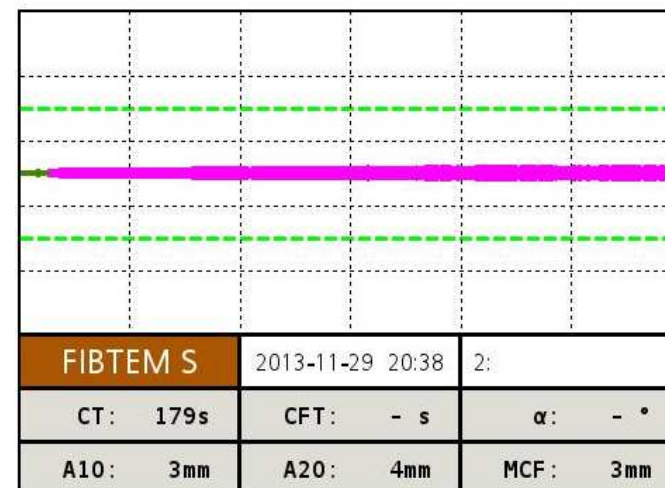 FIBTEM S 2013-11-29 20:38 2:
CT: 179s CFT: - s α: - °
A10: 3mm A20: 4mm MCF: 3mm